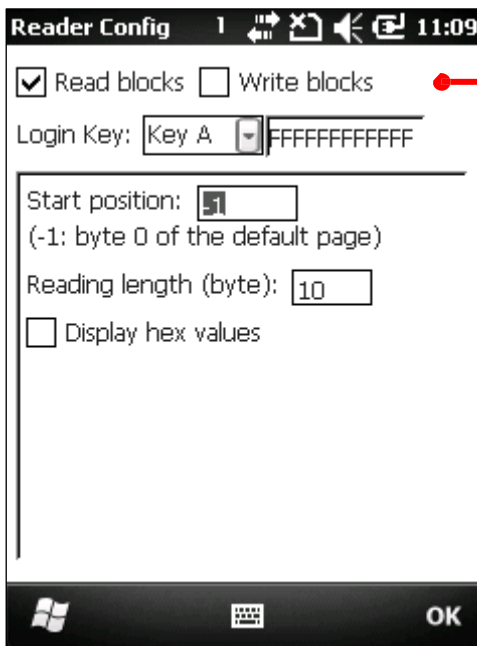 Reader Config 1 11:09
Read blocks Write blocks
Login Key: Key A FFFFFFFFFFFF
Start position: -1
(-1: byte 0 of the default page)
Reading length (byte): 10
Display hex values
OK